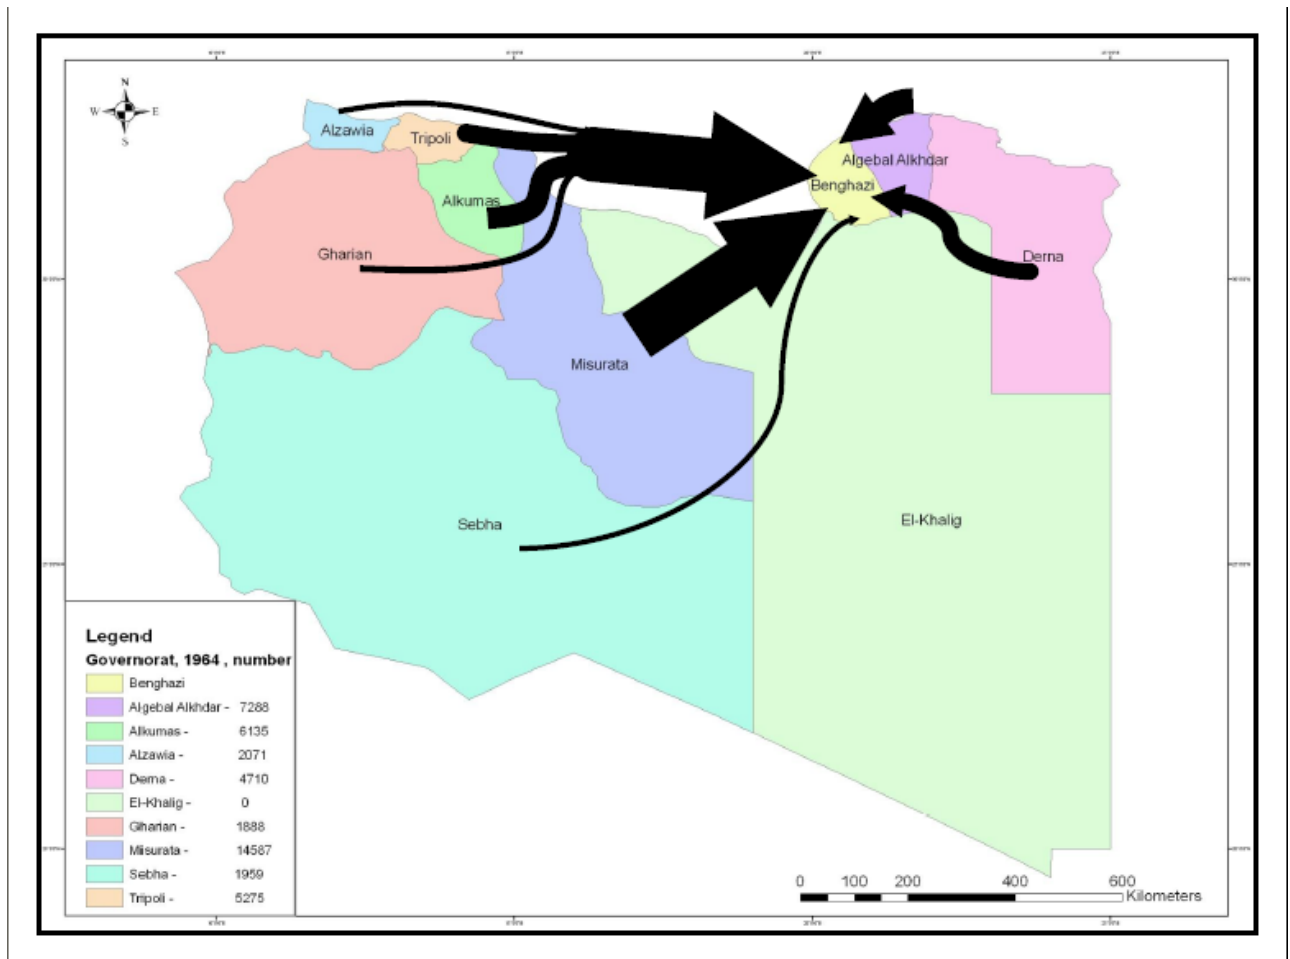 N
W E
S
Alzawia
Tripoli
Algebal Alkhdar
Benghazi
Alkumas
Gharian
Derna
Misurata
Sebha
El-Khalig
Legend
Governorat, 1964 , number
Benghazi
Algebal Alkhdar - 7288
Alkumas - 6135
Alzawia - 2071
Derna - 4710
El-Khalig - 0
Gharian - 1888
Misurata - 14587
Sebha - 1959
Tripoli - 5275
0 100 200 400 600
Kilometers